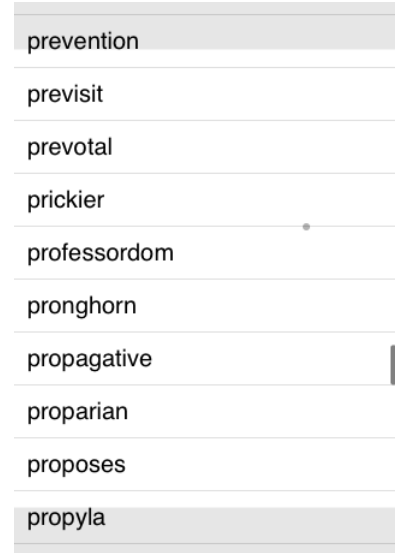 prevention
previsit
prevotal
prickier
professordom
pronghorn
propagative
proparian
proposes
propyla